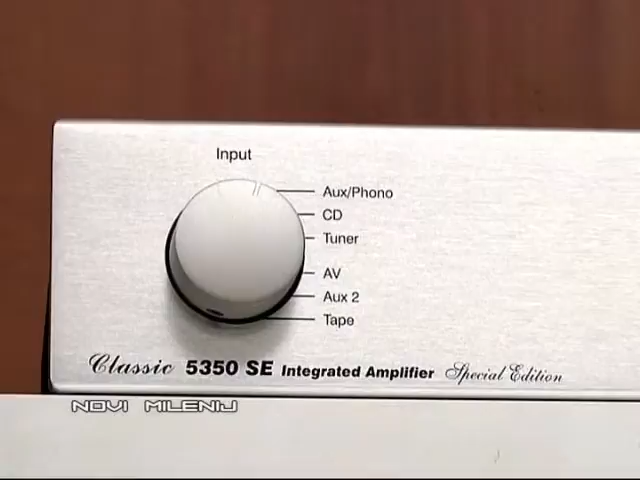 Input
Aux/Phono
CD
Tuner
AV
Aux 2
Tape
Classic 5350 SE Integrated Amplifier Special Edition
NOVI MILENIJ